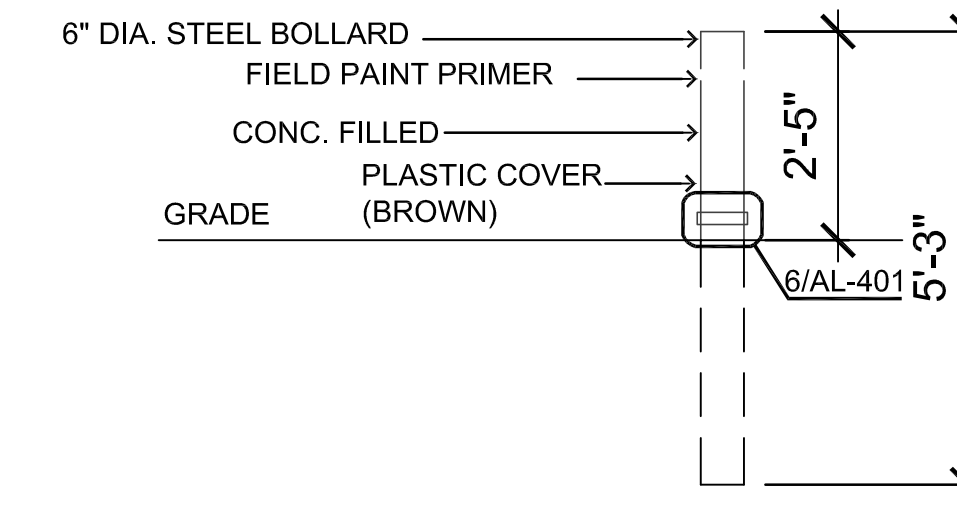 6" DIA. STEEL BOLLARD
FIELD PAINT PRIMER
CONC. FILLED
PLASTIC COVER
(BROWN)
GRADE
2'-5"
5'-3"
6/AL-401